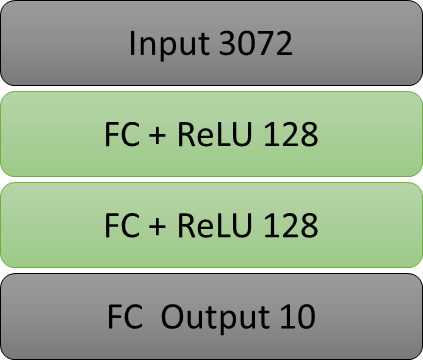 Input 3072
FC + ReLU 128
FC + ReLU 128
FC Output 10